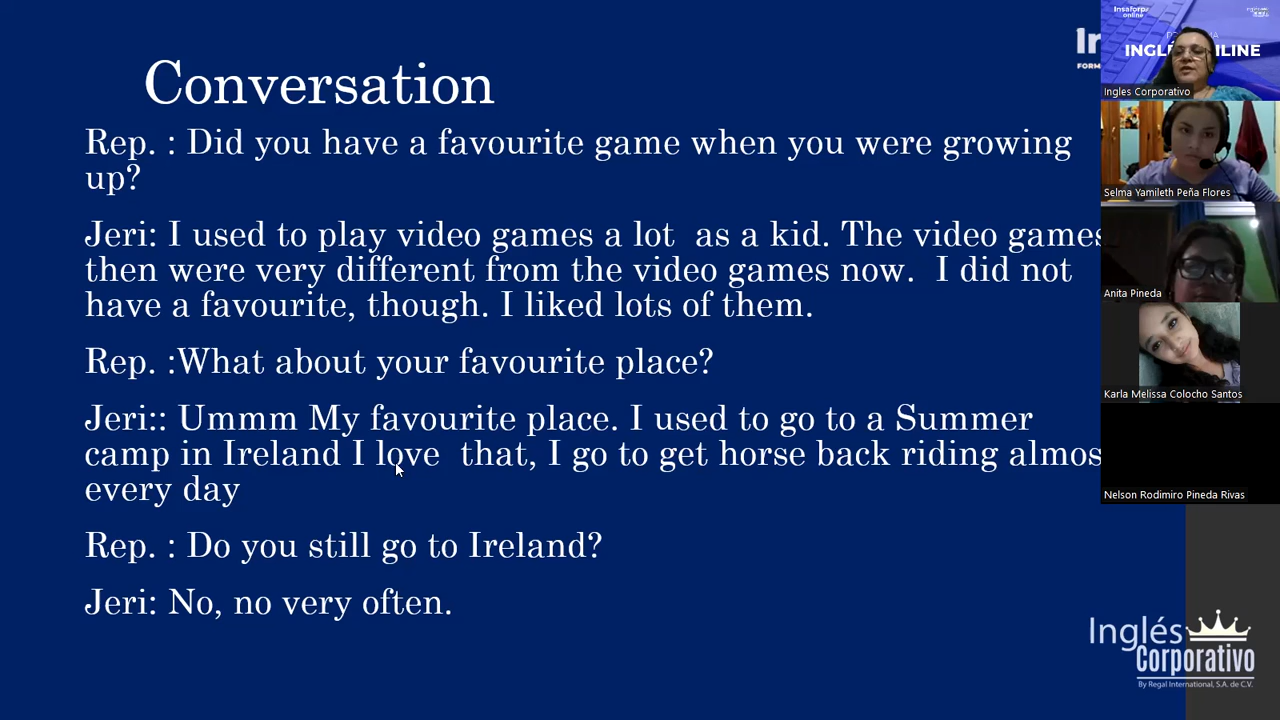 Conversation
Rep. : Did you have a favourite game when you were growing
up?
Jeri: I used to play video games a lot  as a kid. The video games
then were very different from the video games now.  I did not
have a favourite, though. I liked lots of them.
Rep. :What about your favourite place?
Jeri:: Ummm My favourite place. I used to go to a Summer
camp in Ireland I love  that, I go to get horse back riding almos
every day
Rep. : Do you still go to Ireland?
Jeri: No, no very often.
Insaforp
online
INGLÉ
LINE
Ingles Corporativo
Selma Yamileth Peña Flores
Anita Pineda
Karla Melissa Colocho Santos
Nelson Rodimiro Pineda Rivas
Inglés
Corporativo
By Regal International, S.A. de C.V.